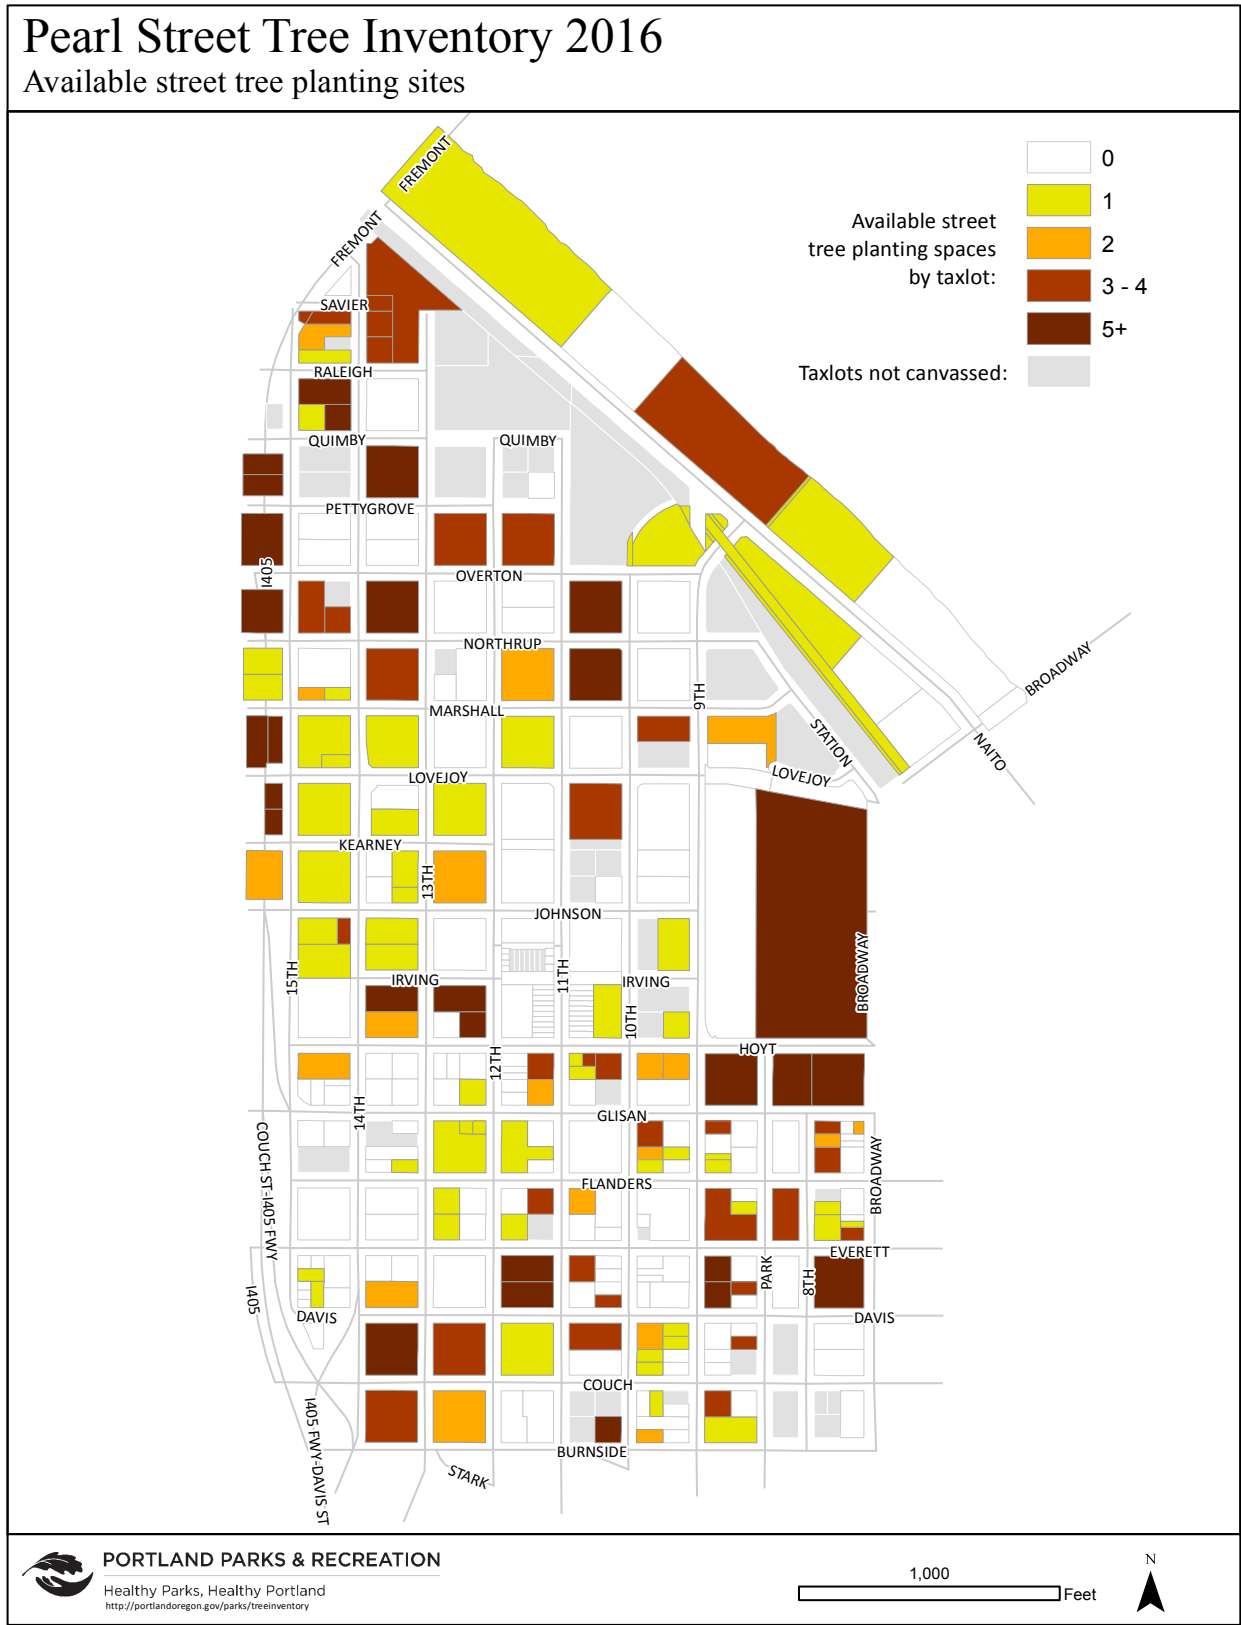 Pearl Street Tree Inventory 2016
Available street tree planting sites
FREMONT
FREMONT
Available street
tree planting spaces
by taxlot:
0
1
2
3 - 4
5+
Taxlots not canvassed:
SAVIER
RALEIGH
QUIMBY
QUIMBY
PETTYGROVE
I405
OVERTON
NORTHRUP
BROADWAY
9TH
MARSHALL
STATION
NAITO
LOVEJOY
LOVEJOY
KEARNEY
13TH
JOHNSON
15TH
IRVING
11TH
IRVING
BROADWAY
10TH
HOYT
12TH
14TH
GLISAN
COUCH ST-I405 FWY
FLANDERS
BROADWAY
EVERETT
I405
PARK
8TH
DAVIS
DAVIS
COUCH
I405 FWY-DAVIS ST
BURNSIDE
STARK
PORTLAND PARKS & RECREATION
Healthy Parks, Healthy Portland
http://portlandoregon.gov/parks/treeinventory
1,000
Feet
N